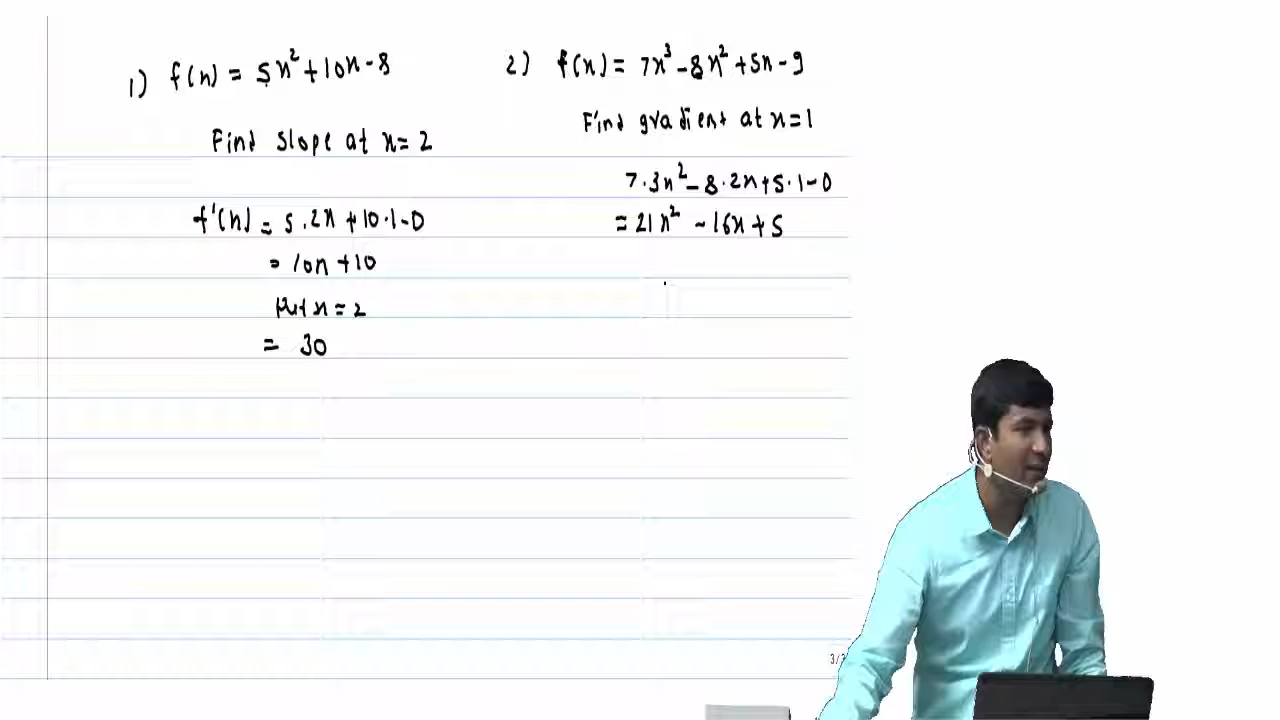 1) f(x) = 5x² + 10x - 8
Find slope at x = 2
f'(x) = 5.2x + 10.1 - 0
= 10x + 10
Put x = 2
= 30
2) f(x) = 7x³ - 8x² + 5x - 9
Find gradient at x = 1
7.3x² - 8.2x + 5.1 - 0
= 21x² - 16x + 5